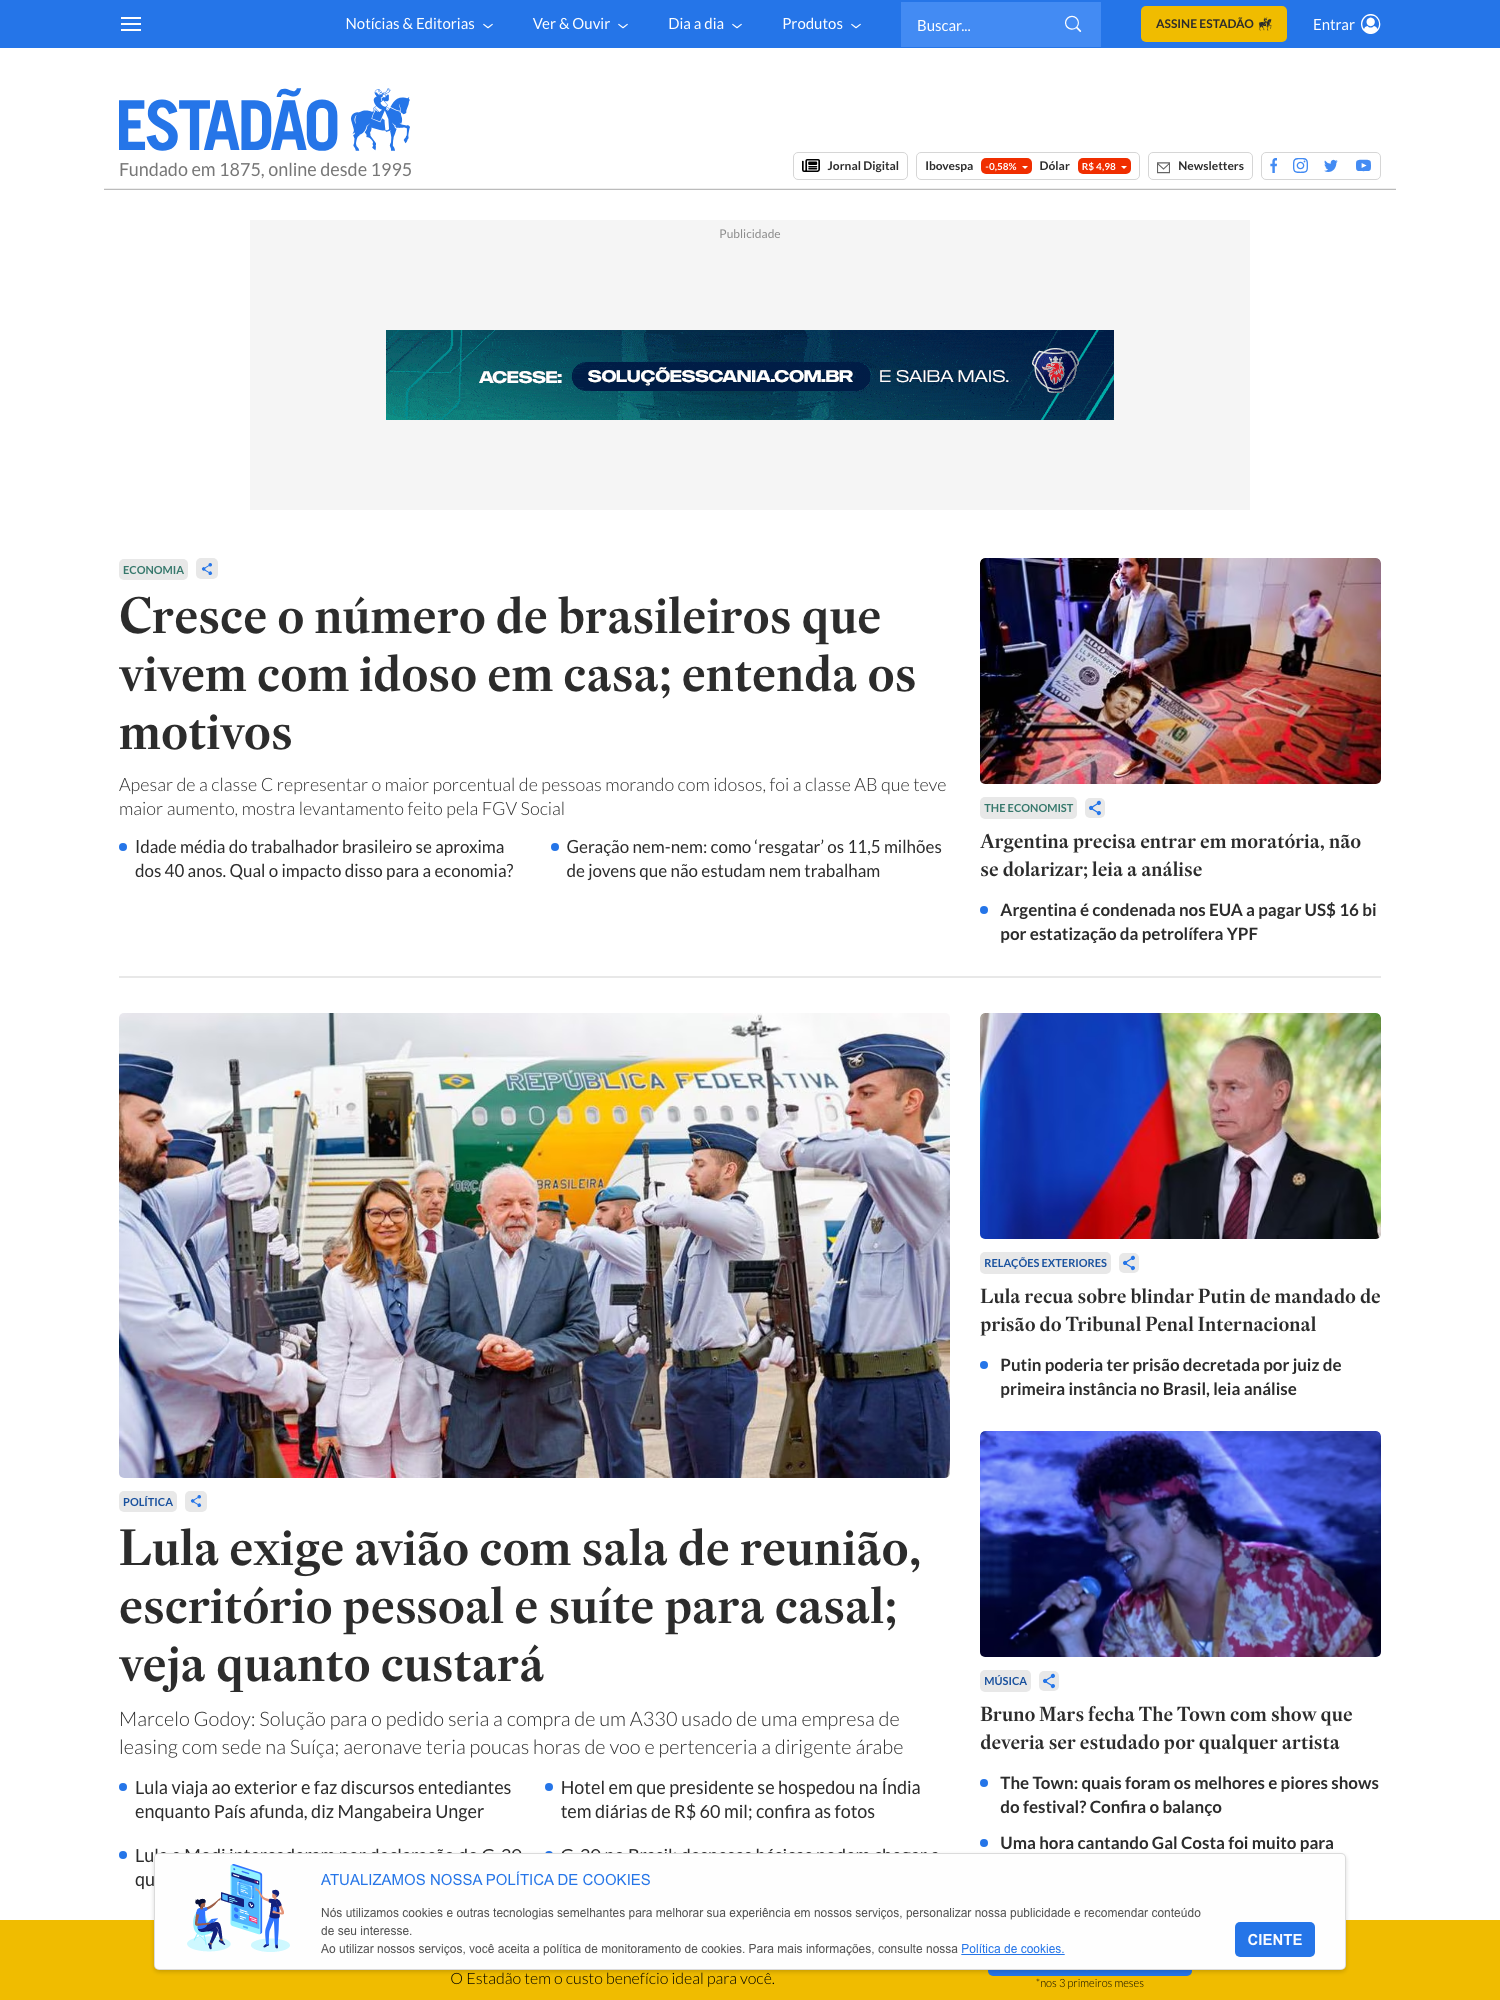 Notícias & Editorias
Ver & Ouvir
Dia a dia
Produtos
Buscar...
ASSINE ESTADÃO
Entrar
ESTADÃO
Fundado em 1875, online desde 1995
Jornal Digital
Ibovespa -0,58% Dólar R$ 4,98
Newsletters
Publicidade
ACESSE: SOLUÇÕESSCANIA.COM.BR E SAIBA MAIS.
ECONOMIA
Cresce o número de brasileiros que
vivem com idoso em casa; entenda os
motivos
Apesar de a classe C representar o maior porcentual de pessoas morando com idosos, foi a classe AB que teve
maior aumento, mostra levantamento feito pela FGV Social
Idade média do trabalhador brasileiro se aproxima
dos 40 anos. Qual o impacto disso para a economia?
Geração nem-nem: como ‘resgatar’ os 11,5 milhões
de jovens que não estudam nem trabalham
100
THE ECONOMIST
Argentina precisa entrar em moratória, não
se dolarizar; leia a análise
Argentina é condenada nos EUA a pagar US$ 16 bi
por estatização da petrolífera YPF
REPÚBLICA FEDERATIVA
BRASILEIRA
POLÍTICA
Lula exige avião com sala de reunião,
escritório pessoal e suíte para casal;
veja quanto custará
Marcelo Godoy: Solução para o pedido seria a compra de um A330 usado de uma empresa de
leasing com sede na Suíça; aeronave teria poucas horas de voo e pertenceria a dirigente árabe
Lula viaja ao exterior e faz discursos entediantes
enquanto País afunda, diz Mangabeira Unger
Hotel em que presidente se hospedou na Índia
tem diárias de R$ 60 mil; confira as fotos
RELAÇÕES EXTERIORES
Lula recua sobre blindar Putin de mandado de
prisão do Tribunal Penal Internacional
Putin poderia ter prisão decretada por juiz de
primeira instância no Brasil, leia análise
MÚSICA
Bruno Mars fecha The Town com show que
deveria ser estudado por qualquer artista
The Town: quais foram os melhores e piores shows
do festival? Confira o balanço
Uma hora cantando Gal Costa foi muito para
ATUALIZAMOS NOSSA POLÍTICA DE COOKIES
Nós utilizamos cookies e outras tecnologias semelhantes para melhorar sua experiência em nossos serviços, personalizar nossa publicidade e recomendar conteúdo
de seu interesse.
Ao utilizar nossos serviços, você aceita a política de monitoramento de cookies. Para mais informações, consulte nossa Política de cookies.
CIENTE
O Estadão tem o custo benefício ideal para você.
*nos 3 primeiros meses